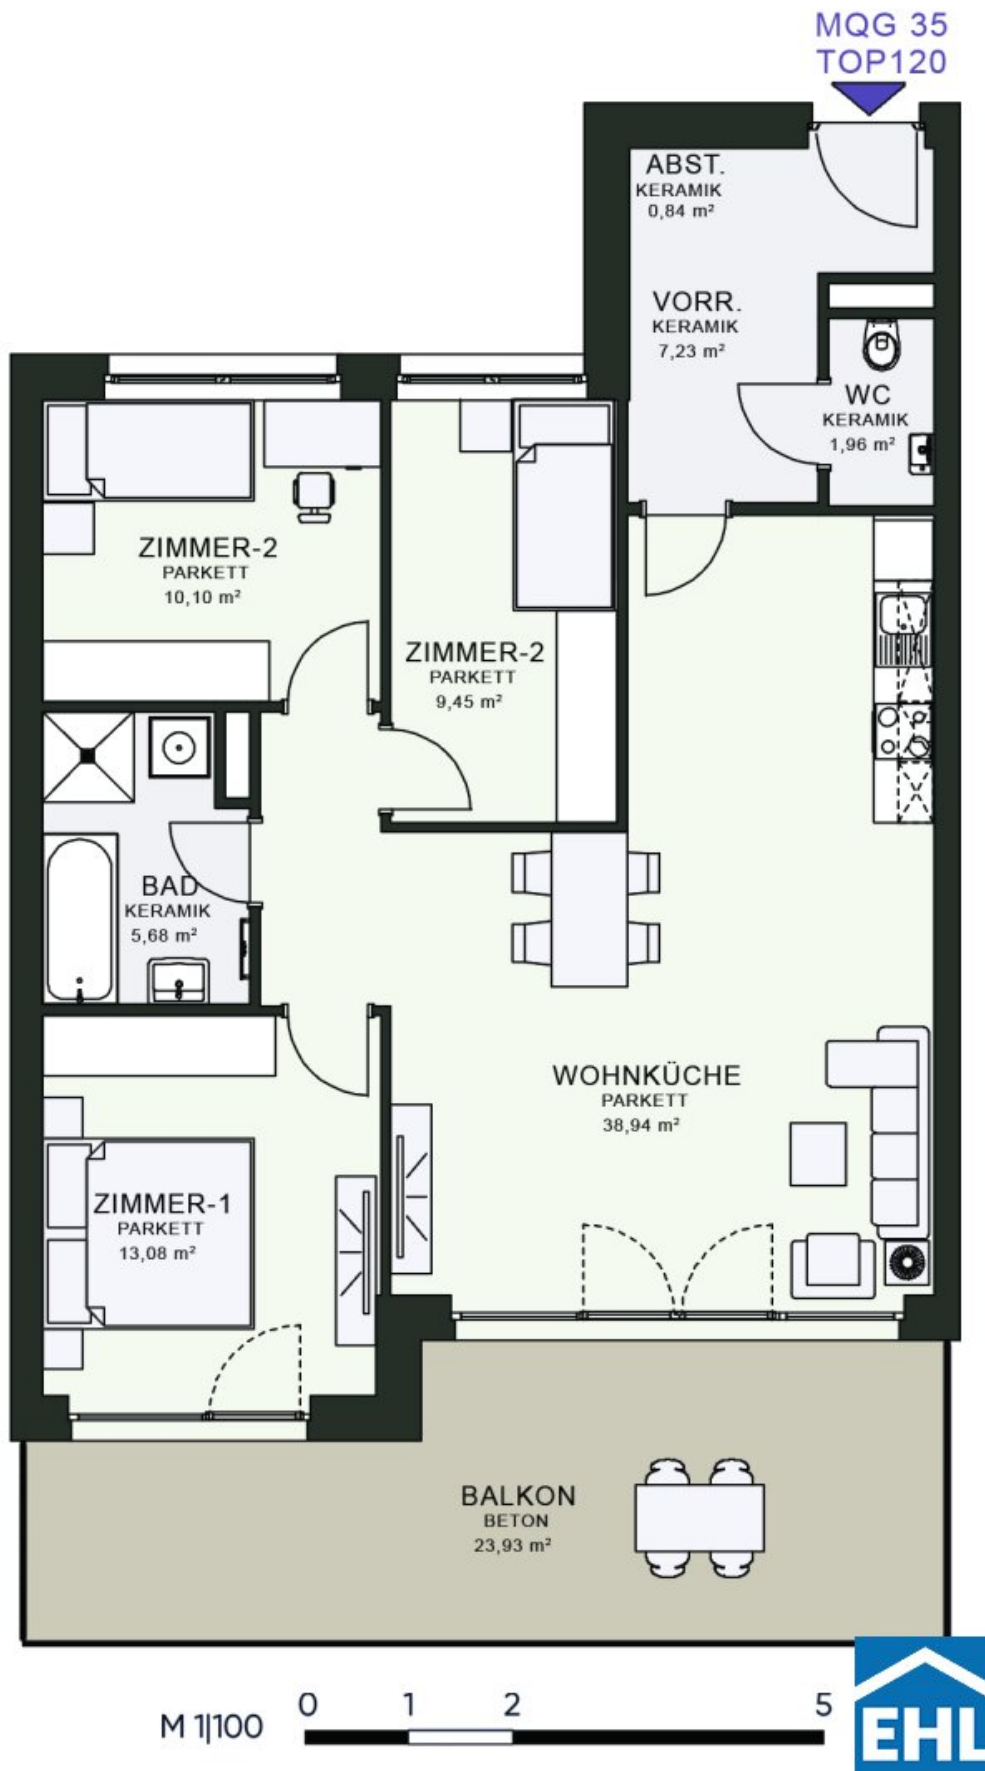 MQG 35
TOP120
ABST.
KERAMIK
0,84 m²
VORR.
KERAMIK
7,23 m²
WC
KERAMIK
1,96 m²
ZIMMER-2
PARKETT
10,10 m²
ZIMMER-2
PARKETT
9,45 m²
BAD
KERAMIK
5,68 m²
WOHNKÜCHE
PARKETT
38,94 m²
ZIMMER-1
PARKETT
13,08 m²
BALKON
BETON
23,93 m²
M 1|100
0 1 2 5
EHL